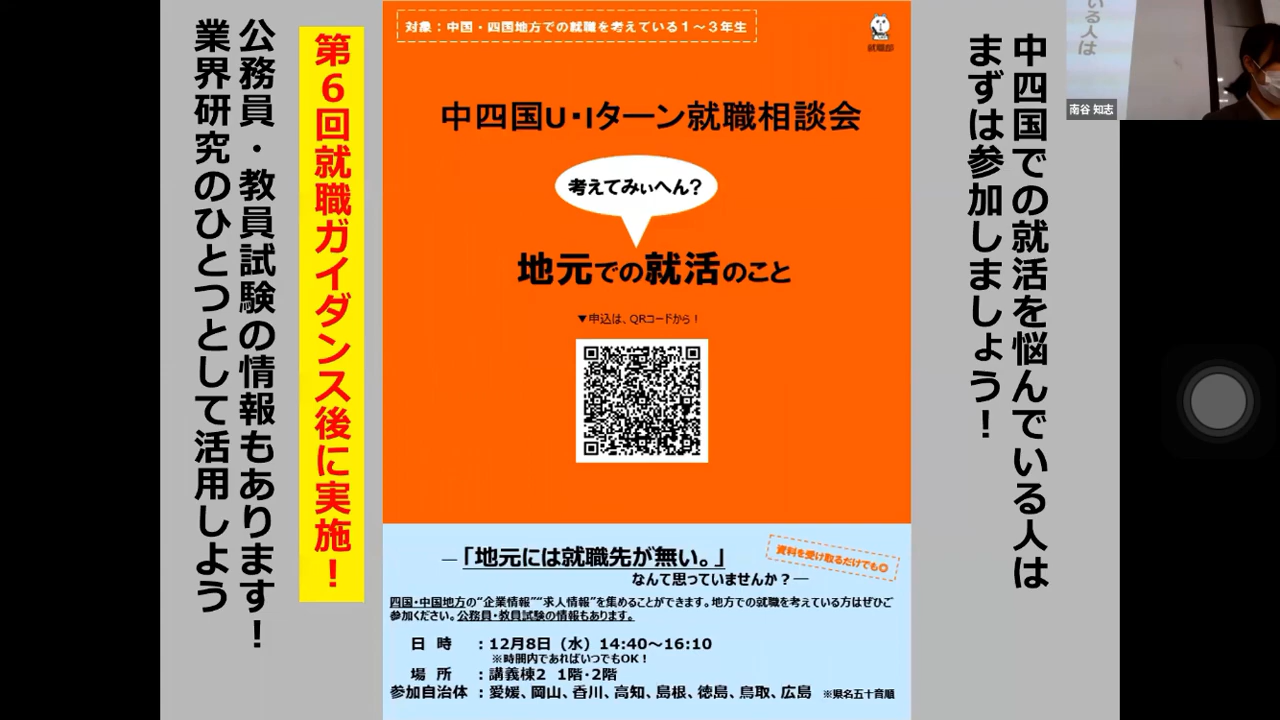 中四国での就活を悩んでいる人は
まずは参加しましょう!
対象:中国・四国地方での就職を考えている1~3年生
就職部
中四国U・Iターン就職相談会
考えてみぃへん?
地元での就活のこと
▼申込は、QRコードから!
―「地元には就職先が無い。」
なんて思っていませんか?―
資料を受け取るだけでも◎
四国・中国地方の“企業情報”“求人情報”を集めることができます。地方での就職を考えている方はぜひご
参加ください。公務員・教員試験の情報もあります。
日 時 :12月8日(水)14:40~16:10
※時間内であればいつでもOK!
場 所 :講義棟2 1階・2階
参加自治体 :愛媛、岡山、香川、高知、島根、徳島、鳥取、広島 ※県名五十音順
第6回就職ガイダンス後に実施!
公務員・教員試験の情報もあります!
業界研究のひとつとして活用しよう
いる人は
南谷 知志